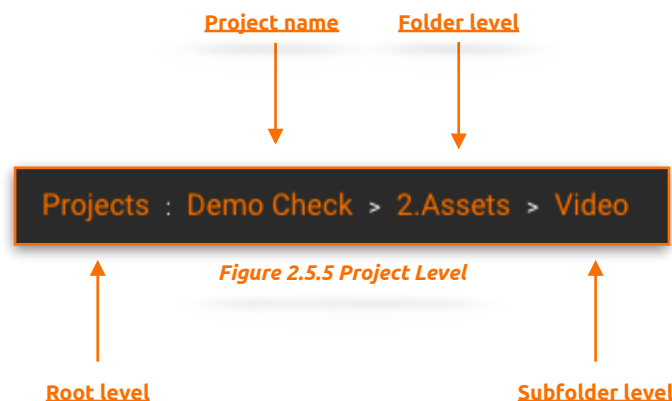 Project name Folder level
Projects : Demo Check > 2.Assets > Video
Figure 2.5.5 Project Level
Root level Subfolder level